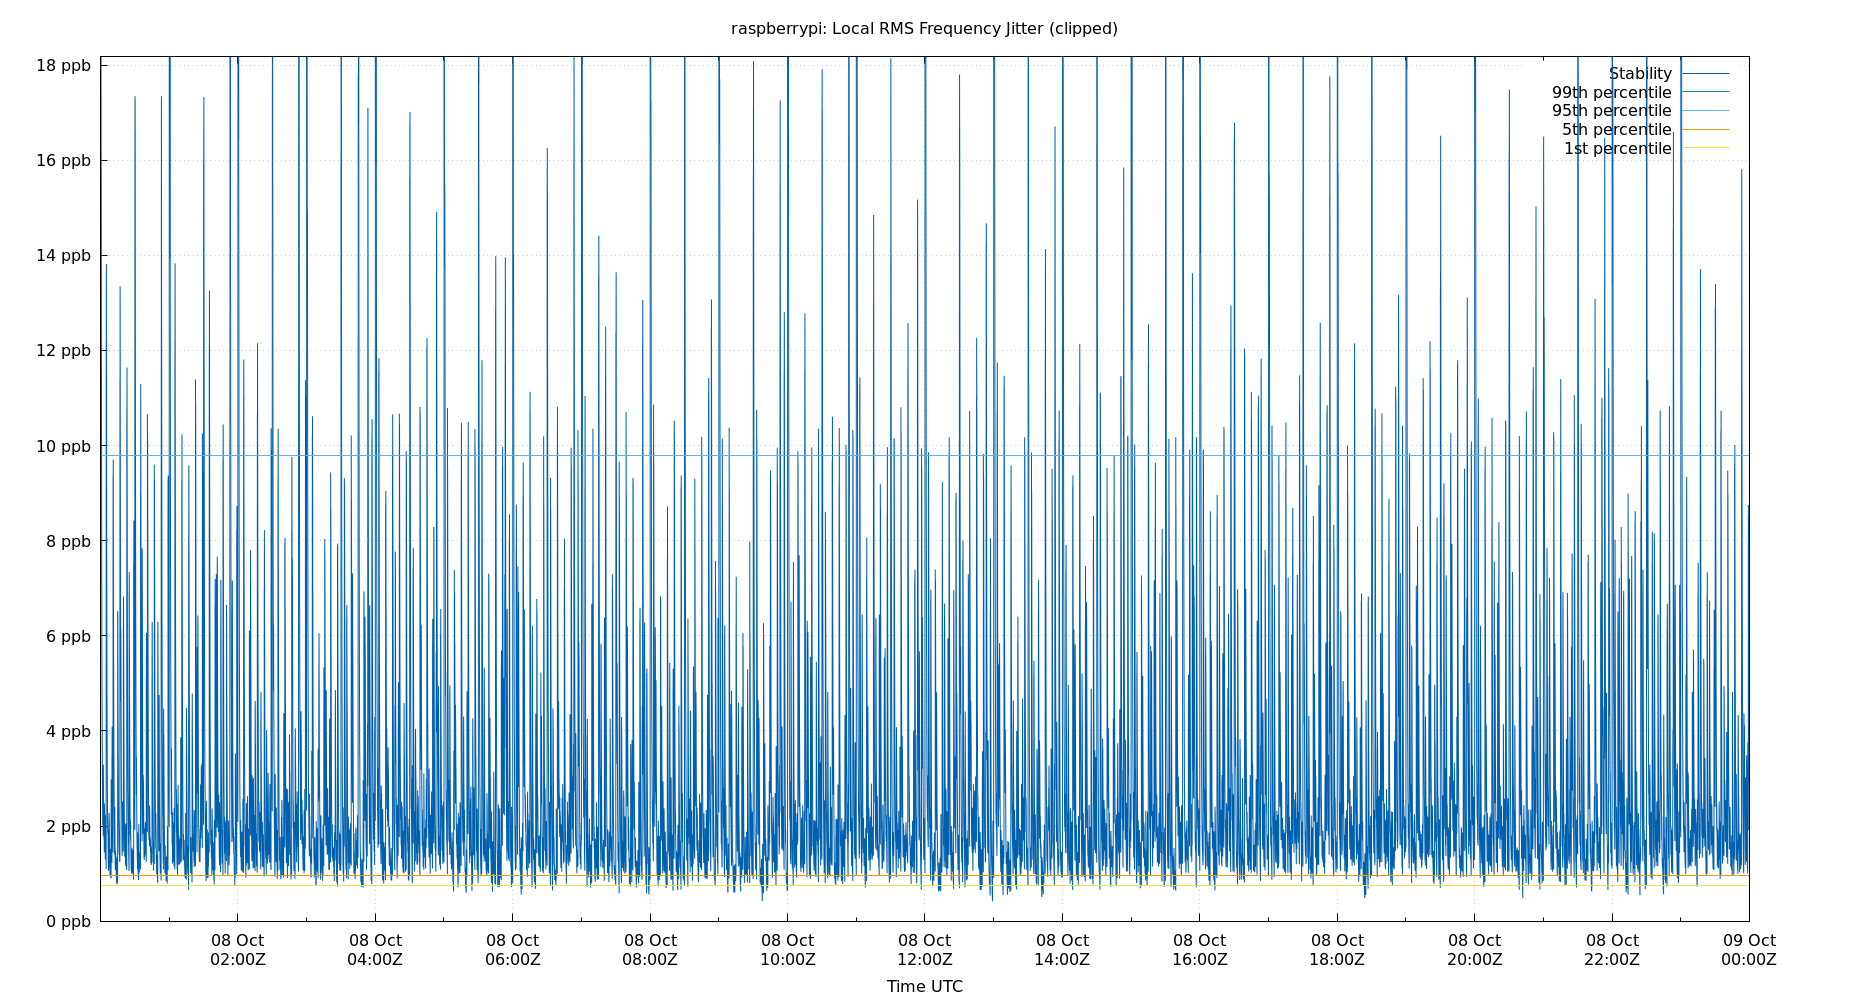 raspberrypi: Local RMS Frequency Jitter (clipped)
18 ppb
16 ppb
14 ppb
12 ppb
10 ppb
8 ppb
6 ppb
4 ppb
2 ppb
0 ppb
Stability
99th percentile
95th percentile
5th percentile
1st percentile
08 Oct 08 Oct 08 Oct 08 Oct 08 Oct 08 Oct 08 Oct 08 Oct 08 Oct 08 Oct 08 Oct 09 Oct
02:00Z 04:00Z 06:00Z 08:00Z 10:00Z 12:00Z 14:00Z 16:00Z 18:00Z 20:00Z 22:00Z 00:00Z
Time UTC